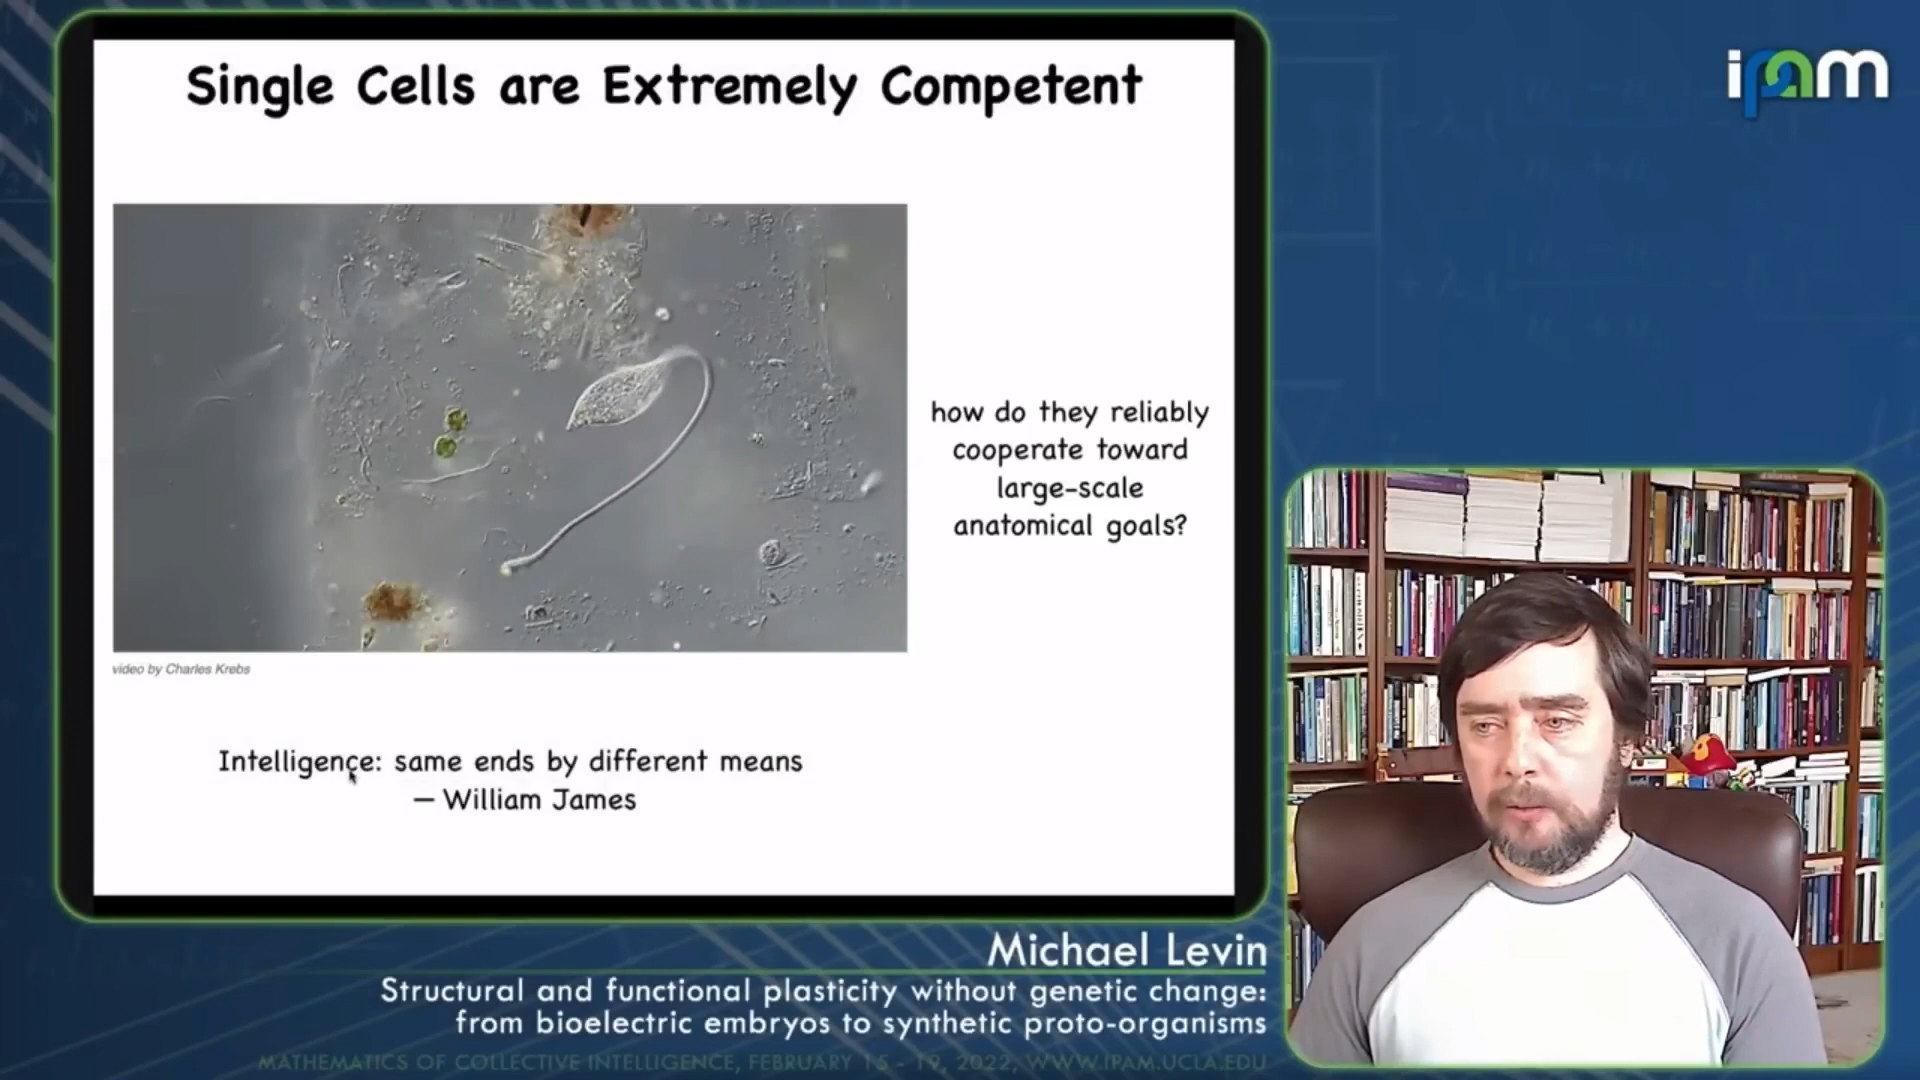 Single Cells are Extremely Competent
ipam
how do they reliably
cooperate toward
large-scale
anatomical goals?
video by Charles Krebs
Intelligence: same ends by different means
– William James
Michael Levin
Structural and functional plasticity without genetic change:
from bioelectric embryos to synthetic proto-organisms
MATHEMATICS OF COLLECTIVE INTELLIGENCE, FEBRUARY 15 - 19, 2022, WWW.IPAM.UCLA.EDU